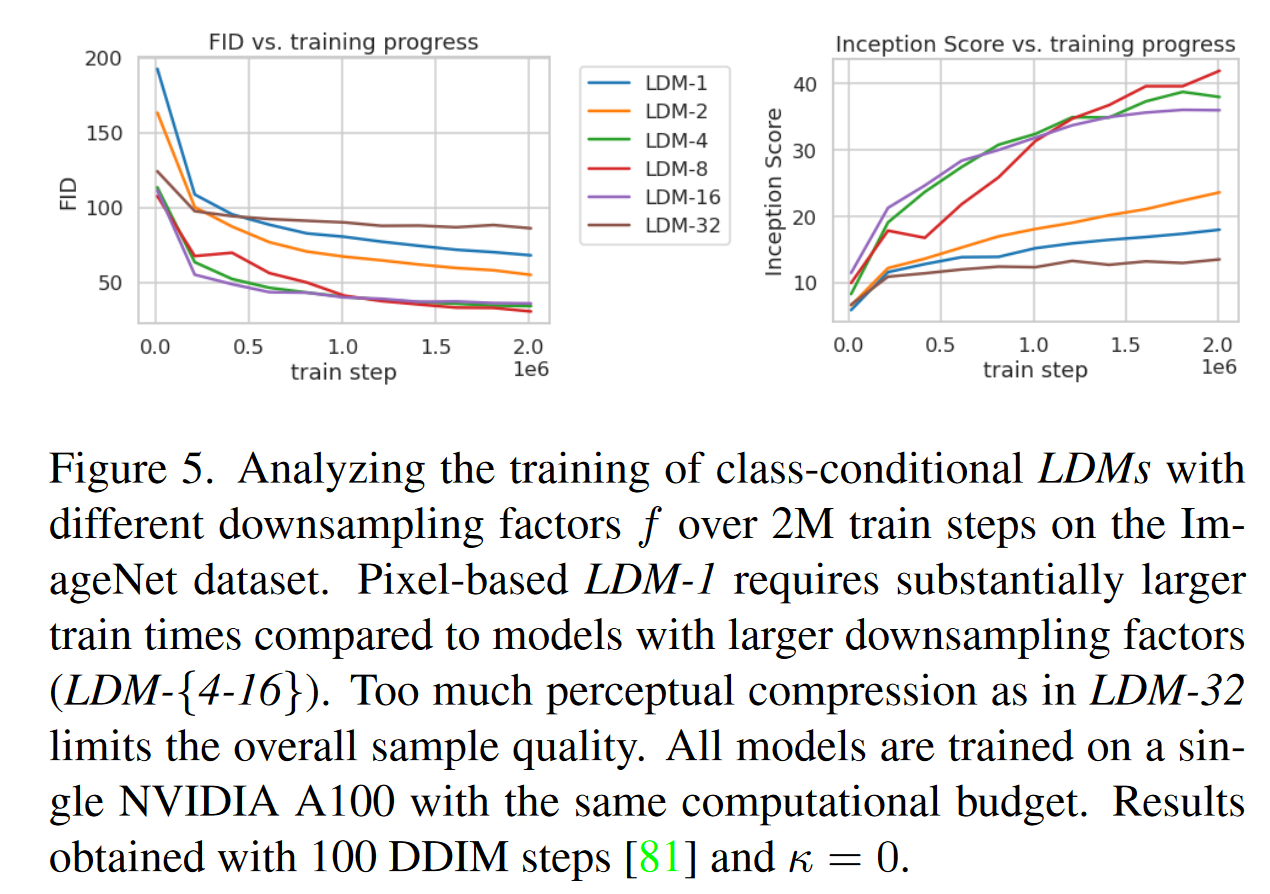 FID vs. training progress
200
150
100
50
FID
0.0 0.5 1.0 1.5 2.0
1e6
train step
LDM-1
LDM-2
LDM-4
LDM-8
LDM-16
LDM-32
Inception Score vs. training progress
40
30
20
10
Inception Score
0.0 0.5 1.0 1.5 2.0
1e6
train step
Figure 5. Analyzing the training of class-conditional LDMs with
different downsampling factors f over 2M train steps on the Im-
ageNet dataset. Pixel-based LDM-1 requires substantially larger
train times compared to models with larger downsampling factors
(LDM-{4-16}). Too much perceptual compression as in LDM-32
limits the overall sample quality. All models are trained on a sin-
gle NVIDIA A100 with the same computational budget. Results
obtained with 100 DDIM steps [81] and κ = 0.